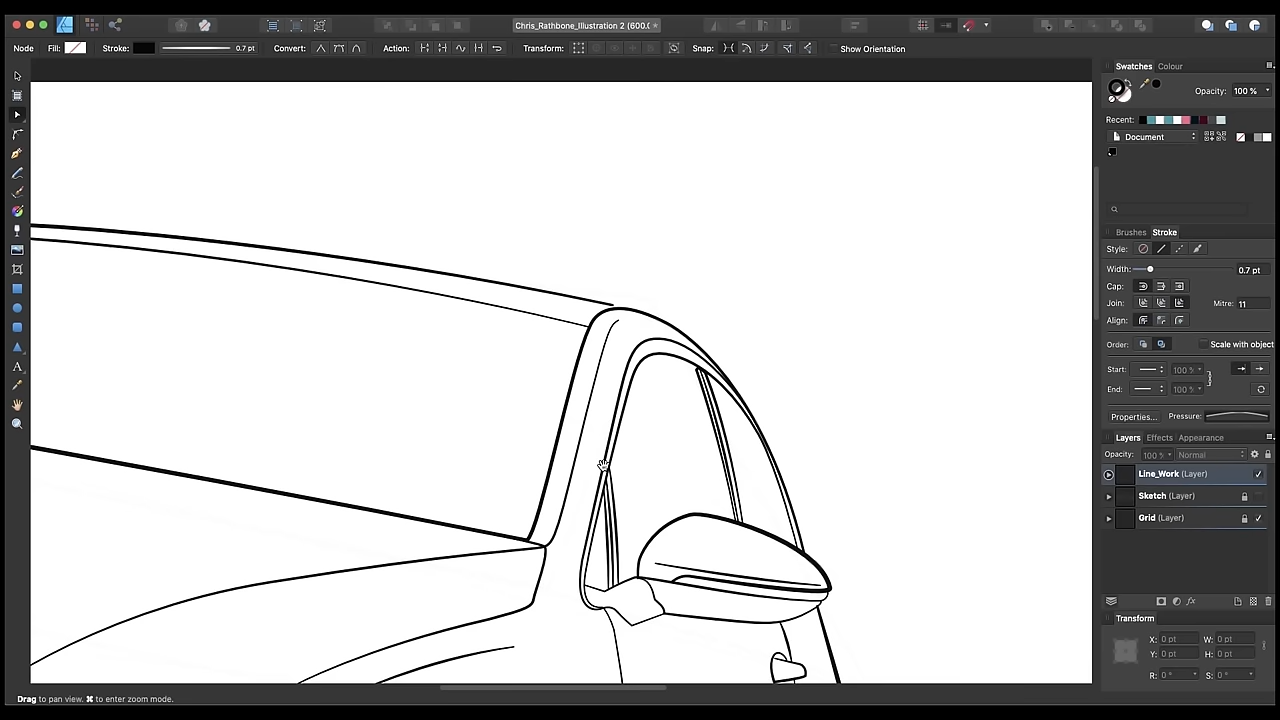 Chris_Rathbone_Illustration 2 (600.0
Node Fill: Stroke: 0.7 pt Convert: Action: Transform: Snap: Show Orientation
Swatches Colour
Opacity: 100 %
Recent:
Document
Brushes Stroke
Style:
Width: 0.7 pt
Cap:
Join: Mitre: 11
Align:
Order: Scale with object
Start: 100 %
End: 100 %
Properties... Pressure:
Layers Effects Appearance
Opacity: 100 % Normal
Line_Work (Layer)
Sketch (Layer)
Grid (Layer)
Transform
X: 0 pt W: 0 pt
Y: 0 pt H: 0 pt
R: 0 ° S: 0 °
Drag to pan view. ⌘ to enter zoom mode.